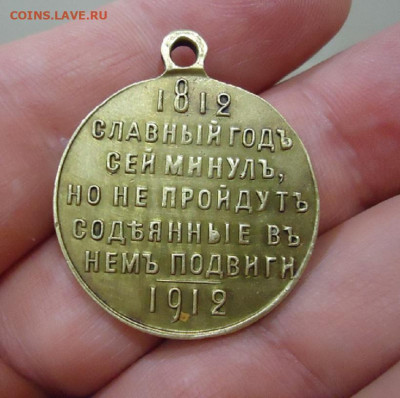 COINS.LAVE.RU
1812
СЛАВНЫЙ ГОДЪ
СЕЙ МИНУЛЪ,
НО НЕ ПРОЙДУТЪ
СОДѢЯННЫЕ ВЪ
НЕМЪ ПОДВИГИ
1912